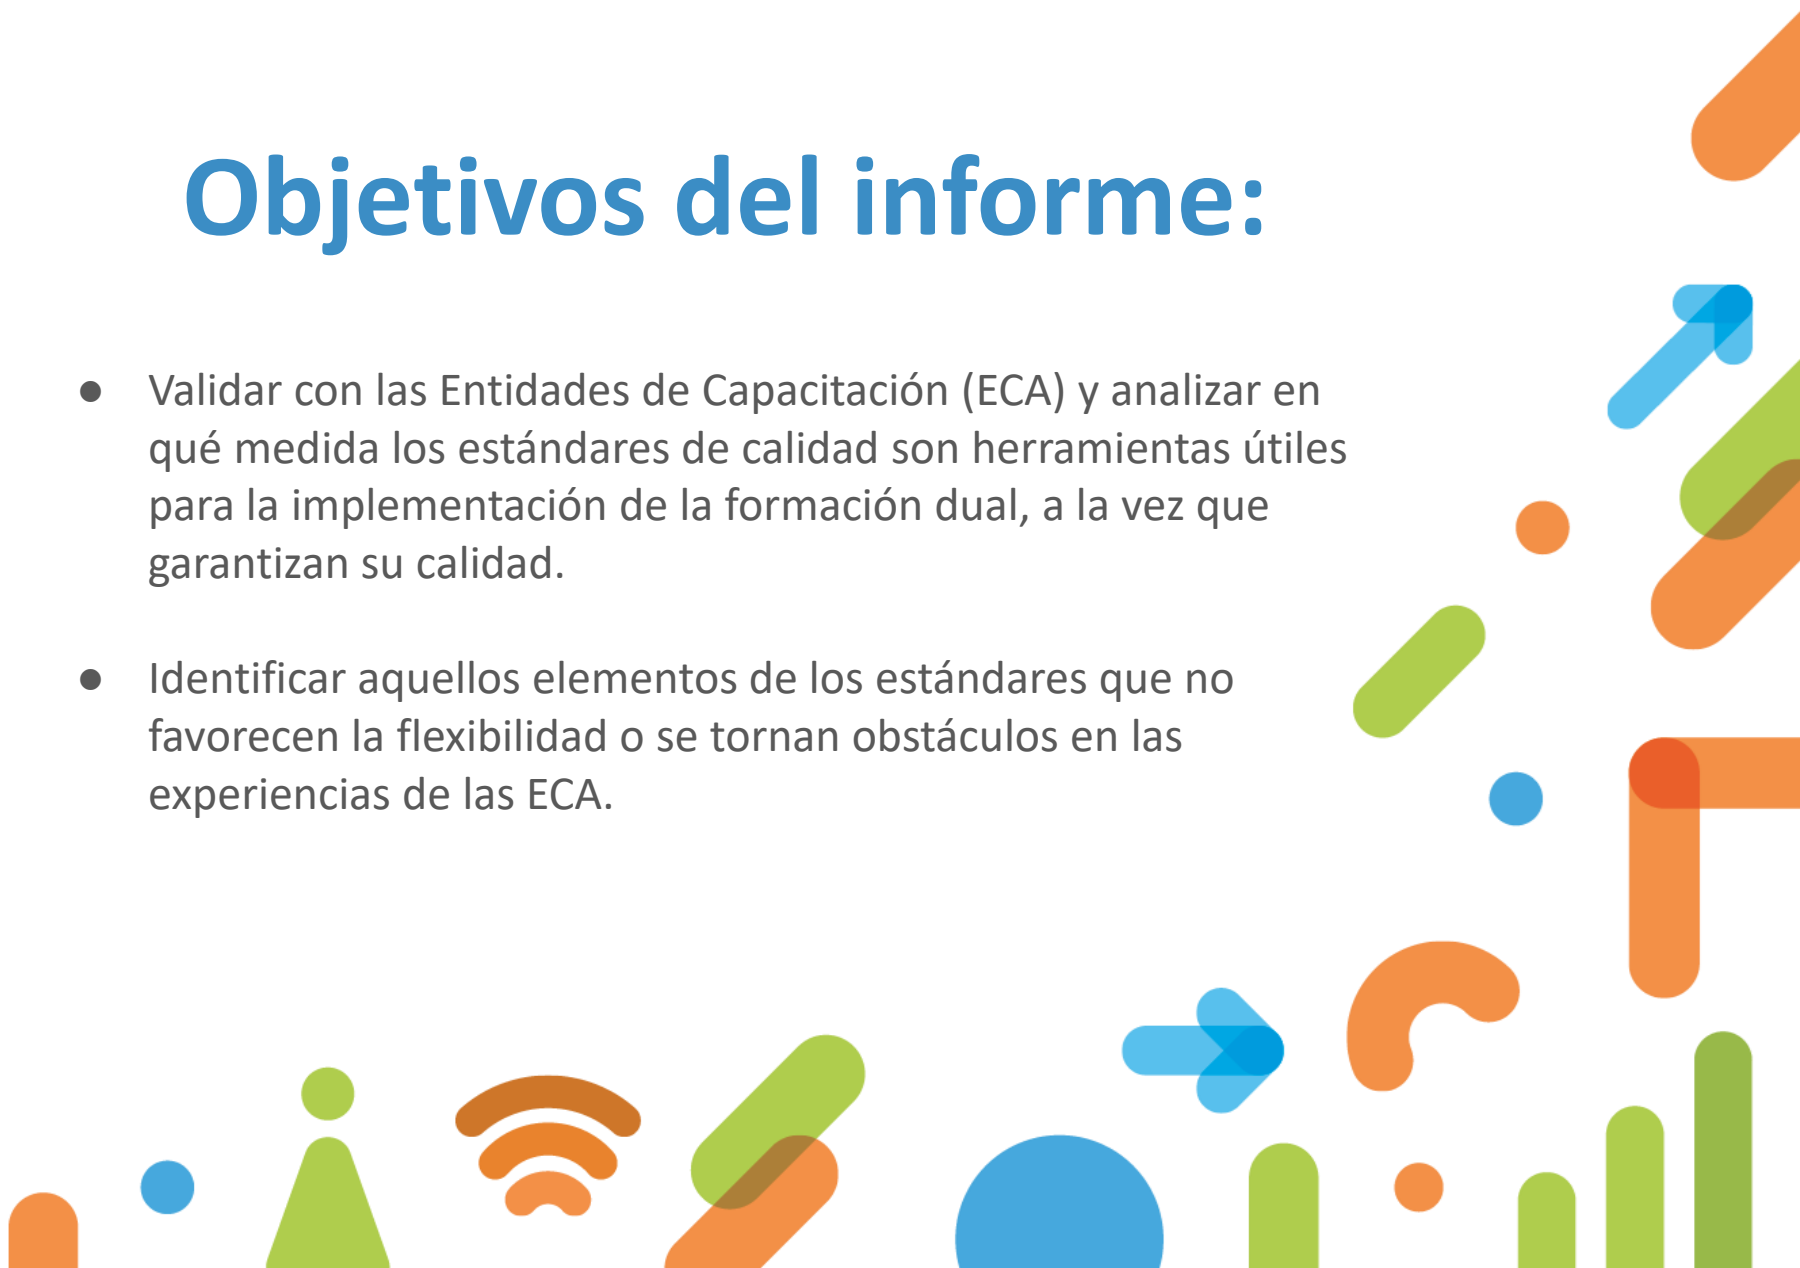 Objetivos del informe:
● Validar con las Entidades de Capacitación (ECA) y analizar en
qué medida los estándares de calidad son herramientas útiles
para la implementación de la formación dual, a la vez que
garantizan su calidad.
● Identificar aquellos elementos de los estándares que no
favorecen la flexibilidad o se tornan obstáculos en las
experiencias de las ECA.